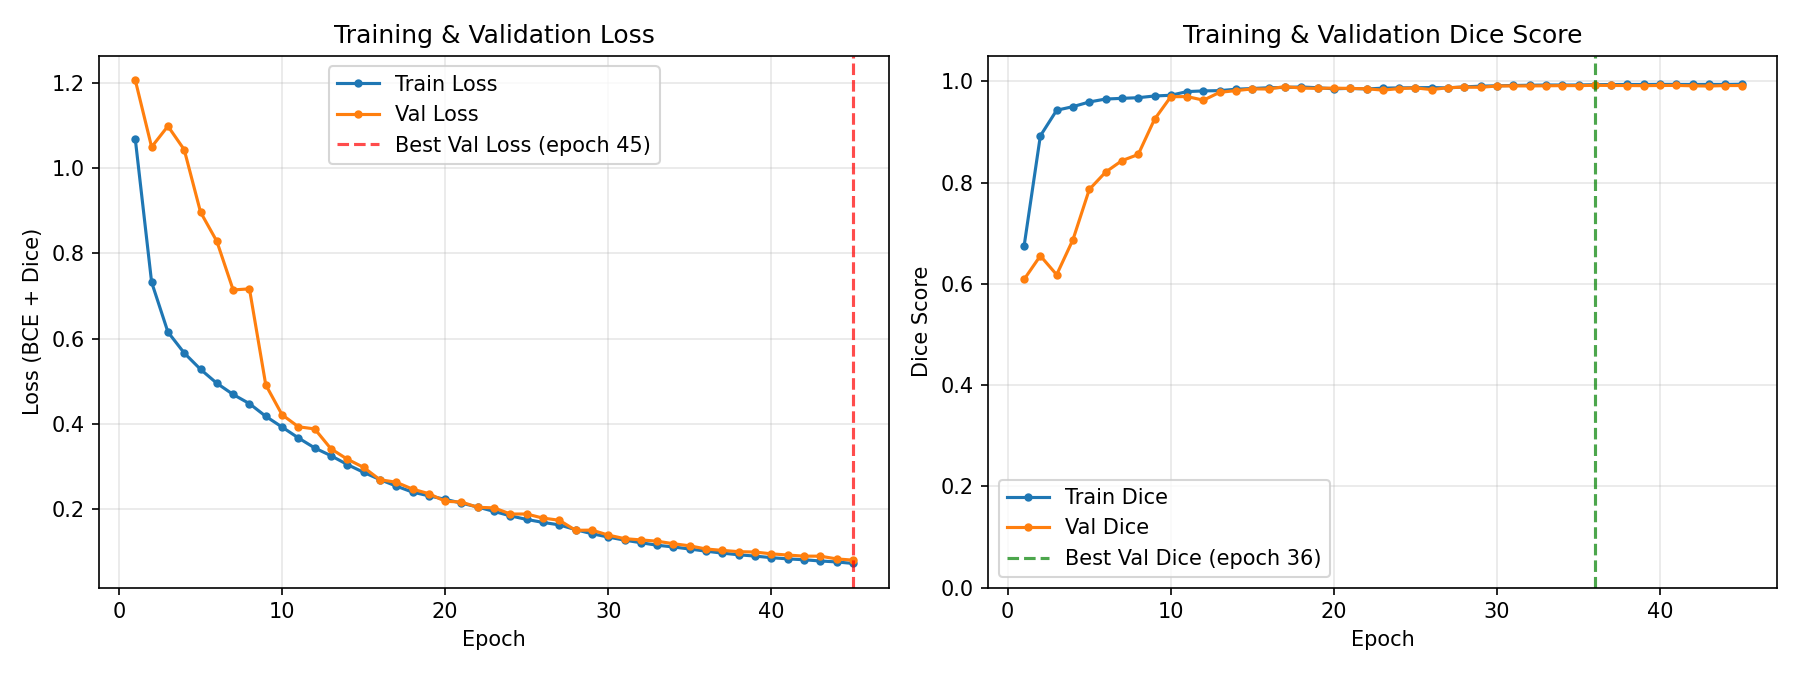 Training & Validation Loss
1.2
1.0
0.8
0.6
0.4
0.2
Loss (BCE + Dice)
Train Loss
Val Loss
Best Val Loss (epoch 45)
0
10
20
30
40
Epoch
Training & Validation Dice Score
1.0
0.8
0.6
0.4
0.2
0.0
Dice Score
Train Dice
Val Dice
Best Val Dice (epoch 36)
0
10
20
30
40
Epoch